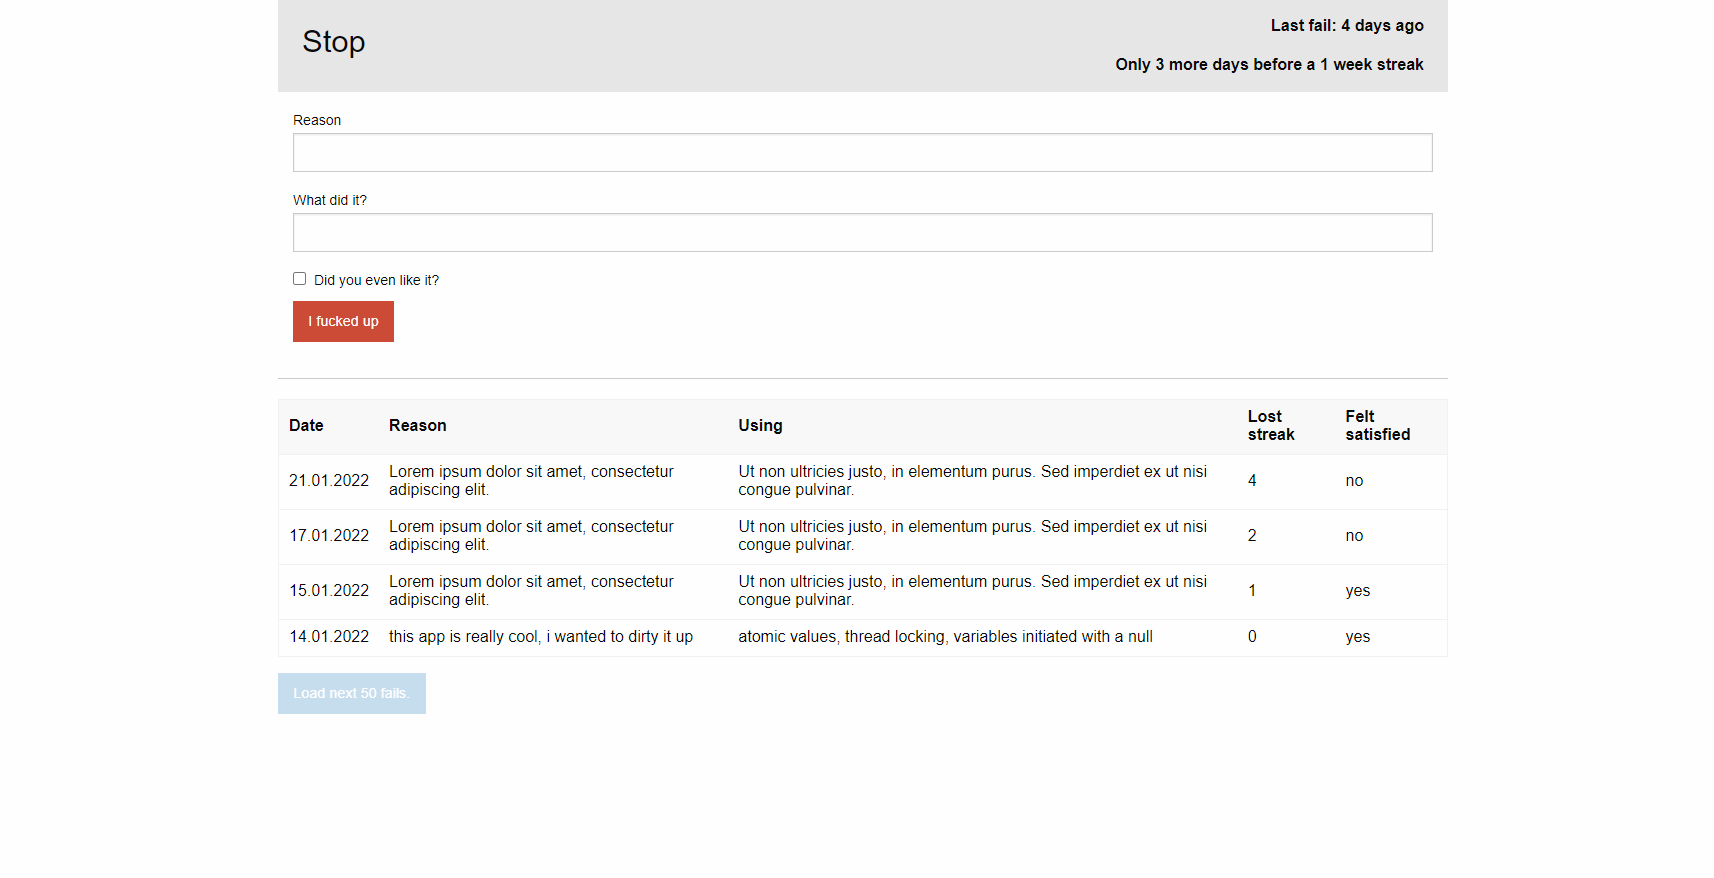 Stop
Last fail: 4 days ago
Only 3 more days before a 1 week streak
Reason
What did it?
Did you even like it?
I fucked up
Date Reason Using Lost streak Felt satisfied
21.01.2022 Lorem ipsum dolor sit amet, consectetur adipiscing elit. Ut non ultricies justo, in elementum purus. Sed imperdiet ex ut nisi congue pulvinar. 4 no
17.01.2022 Lorem ipsum dolor sit amet, consectetur adipiscing elit. Ut non ultricies justo, in elementum purus. Sed imperdiet ex ut nisi congue pulvinar. 2 no
15.01.2022 Lorem ipsum dolor sit amet, consectetur adipiscing elit. Ut non ultricies justo, in elementum purus. Sed imperdiet ex ut nisi congue pulvinar. 1 yes
14.01.2022 this app is really cool, i wanted to dirty it up atomic values, thread locking, variables initiated with a null 0 yes
Load next 50 fails.